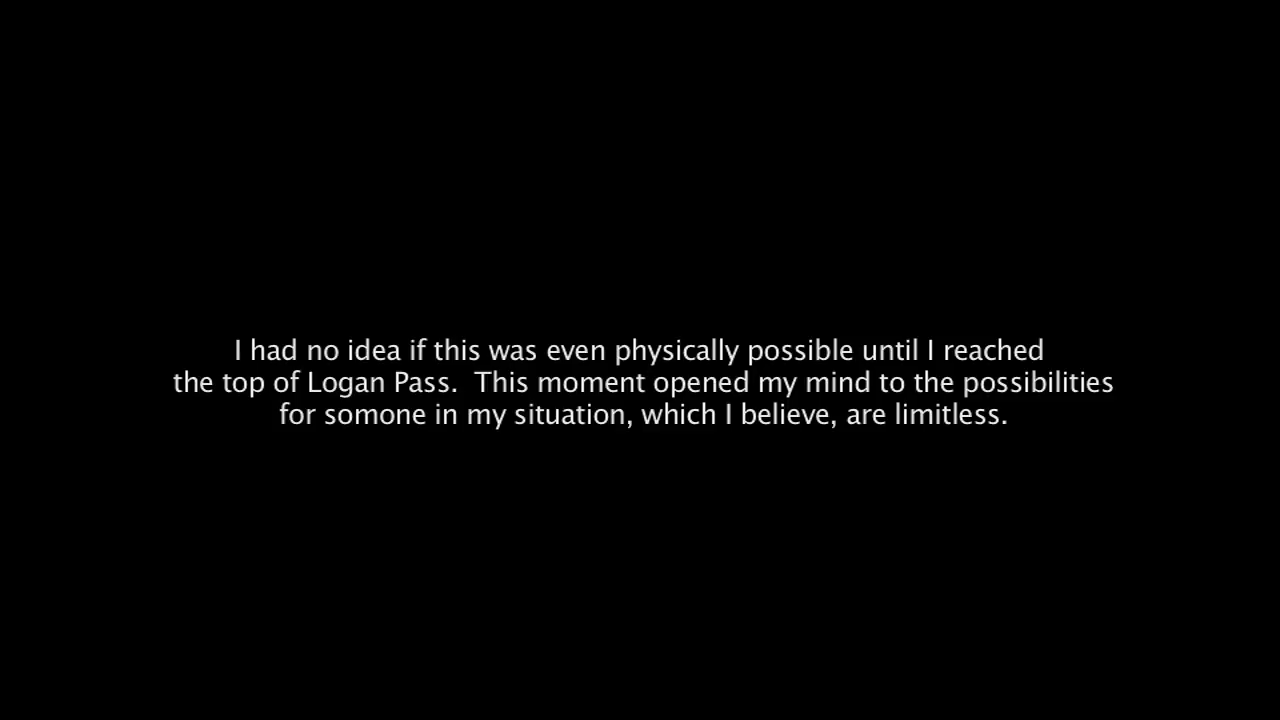 I had no idea if this was even physically possible until I reached
the top of Logan Pass.  This moment opened my mind to the possibilities
for somone in my situation, which I believe, are limitless.